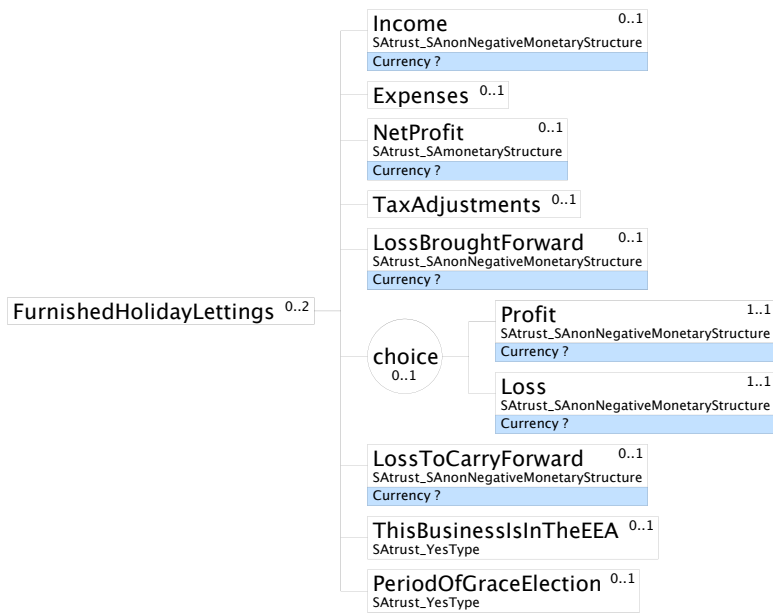 Income 0..1
SAtrust_SAnonNegativeMonetaryStructure
Currency ?
Expenses 0..1
NetProfit 0..1
SAtrust_SAmonetaryStructure
Currency ?
TaxAdjustments 0..1
LossBroughtForward 0..1
SAtrust_SAnonNegativeMonetaryStructure
Currency ?
FurnishedHolidayLettings 0..2
choice
0..1
Profit 1..1
SAtrust_SAnonNegativeMonetaryStructure
Currency ?
Loss 1..1
SAtrust_SAnonNegativeMonetaryStructure
Currency ?
LossToCarryForward 0..1
SAtrust_SAnonNegativeMonetaryStructure
Currency ?
ThisBusinessIsInTheEEA 0..1
SAtrust_YesType
PeriodOfGraceElection 0..1
SAtrust_YesType